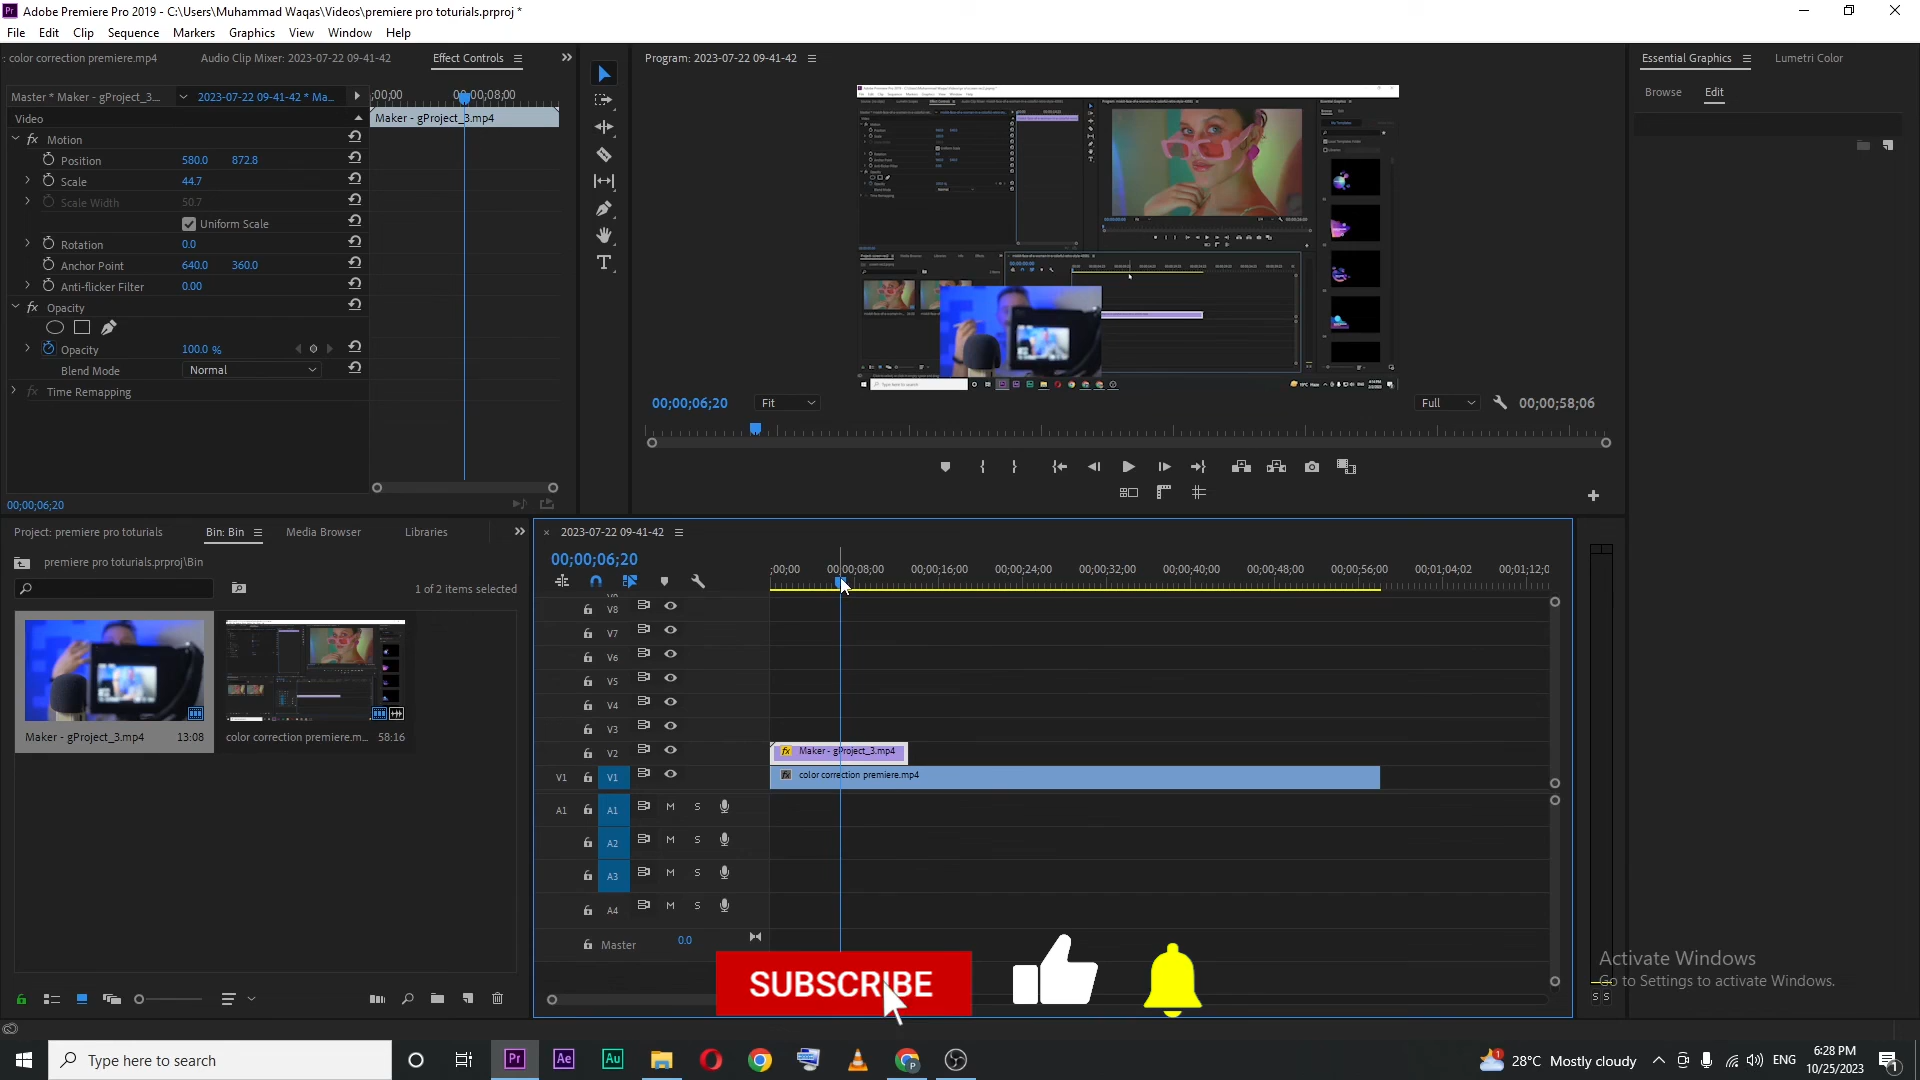 Adobe Premiere Pro 2019 - C:\Users\Muhammad Waqas\Videos\premiere pro toturials.prproj *
File Edit Clip Sequence Markers Graphics View Window Help
: color correction premiere.mp4 Audio Clip Mixer: 2023-07-22 09-41-42 Effect Controls
Program: 2023-07-22 09-41-42
Essential Graphics Lumetri Color
Browse Edit
Master * Maker - gProject_3... 2023-07-22 09-41-42 * Ma...
;00;00 00;00;08;00
Video
Maker - gProject_3.mp4
fx Motion
Position 580.0 872.8
Scale 44.7
Scale Width 50.7
Uniform Scale
Rotation 0.0
Anchor Point 640.0 360.0
Anti-flicker Filter 0.00
fx Opacity
Opacity 100.0 %
Blend Mode Normal
fx Time Remapping
00;00;06;20
00;00;06;20 Fit Full 00;00;58;06
Project: premiere pro toturials Bin: Bin Media Browser Libraries
premiere pro toturials.prproj\Bin
1 of 2 items selected
Maker - gProject_3.mp4 13:08
color correction premiere.m... 58:16
2023-07-22 09-41-42
00;00;06;20
;00;00 00;00;08;00 00;00;16;00 00;00;24;00 00;00;32;00 00;00;40;00 00;00;48;00 00;00;56;00 00;01;04;02 00;01;12;0
V8
V7
V6
V5
V4
V3
V2 fx Maker - gProject_3.mp4
V1 V1 fx color correction premiere.mp4
A1 A1 M S
A2 M S
A3 M S
A4 M S
Master 0.0
SUBSCRIBE
Activate Windows
Go to Settings to activate Windows.
S S
Type here to search
Pr Ae Au
28°C Mostly cloudy ENG
6:28 PM
10/25/2023
1